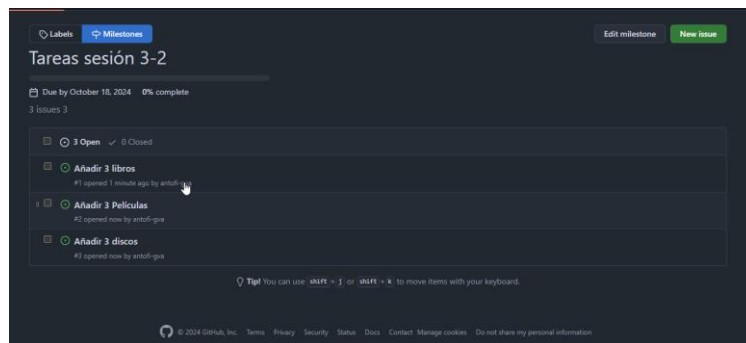 Labels Milestones Edit milestone New issue
Tareas sesión 3-2
Due by October 18, 2024 0% complete
3 issues 3
3 Open 0 Closed
Añadir 3 libros
#1 opened 1 minute ago by antofi-gva
Añadir 3 Películas
#2 opened now by antofi-gva
Añadir 3 discos
#3 opened now by antofi-gva
Tip! You can use shift + j or shift + k to move items with your keyboard.
© 2024 GitHub, Inc. Terms Privacy Security Status Docs Contact Manage cookies Do not share my personal information